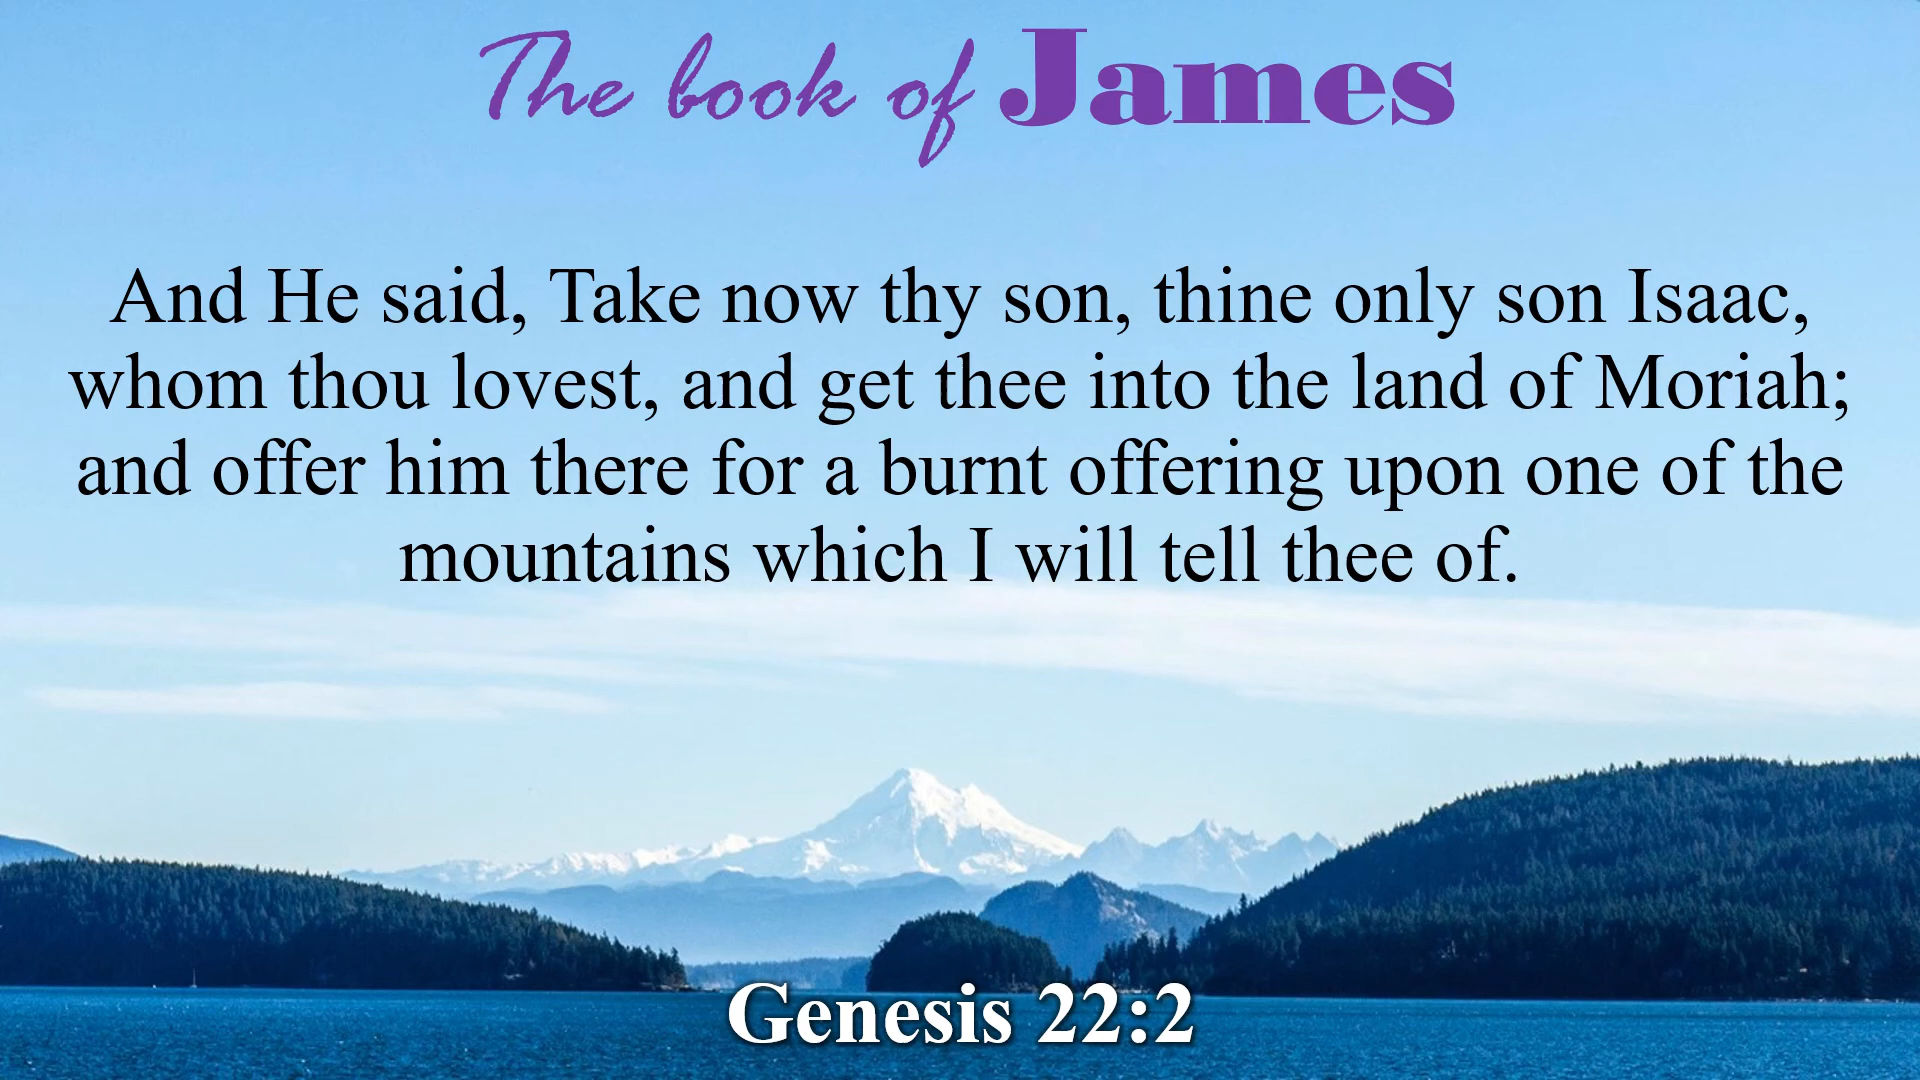 The book of James
And He said, Take now thy son, thine only son Isaac,
whom thou lovest, and get thee into the land of Moriah;
and offer him there for a burnt offering upon one of the
mountains which I will tell thee of.
Genesis 22:2